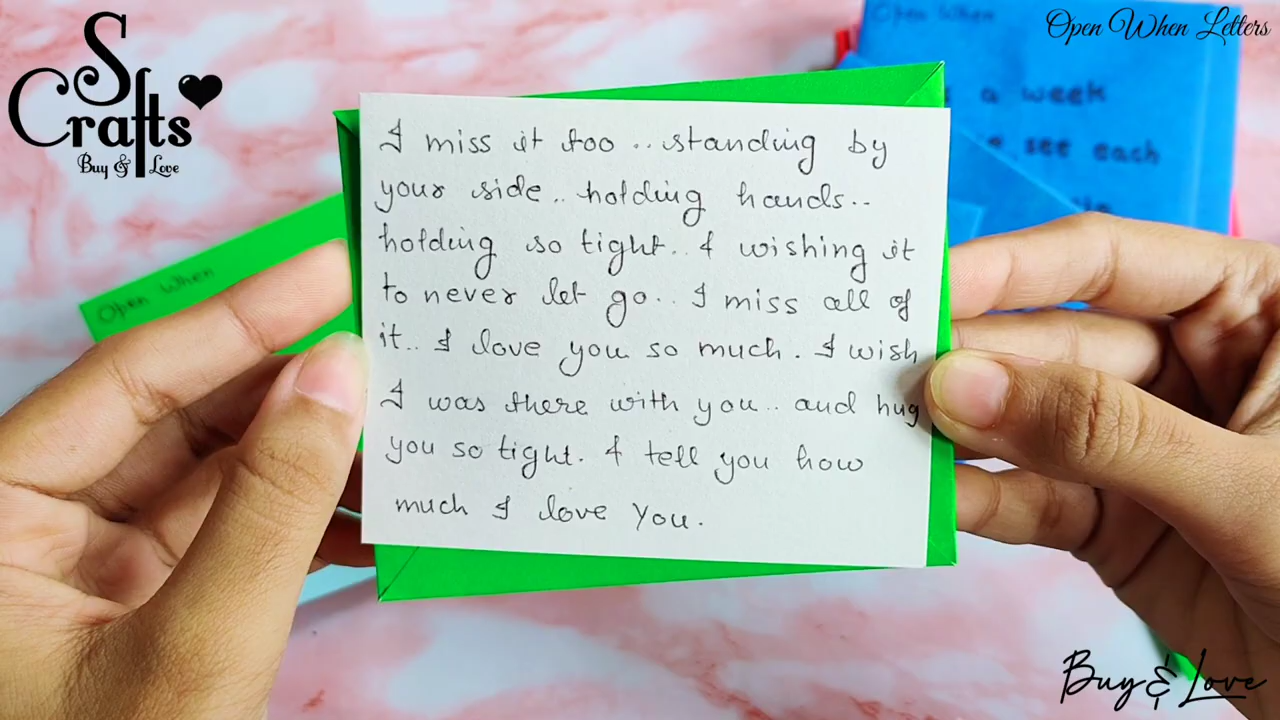 S
Crafts
Buy & Love
Open When Letters
Open When
a week
see each
Open When
I miss it too .. standing by
your side .. holding hands..
holding so tight.. & wishing it
to never let go.. I miss all of
it.. I love you so much. I wish
I was there with you.. and hug
you so tight. & tell you how
much I love you.
Buy & Love